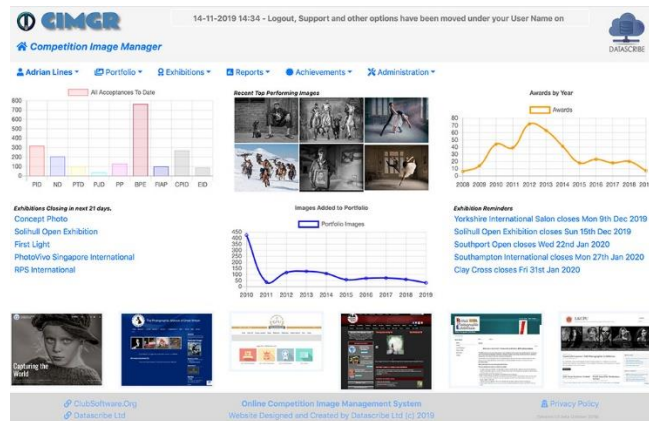 CIMGR
14-11-2019 14:34 - Logout, Support and other options have been moved under your User Name on
Competition Image Manager
DATASCRIBE
Adrian Lines Portfolio Exhibitions Reports Achievements Administration
All Acceptances To Date
800
700
600
500
400
300
200
100
0
PID ND PTD PJD PP BPE FIAP CPID EID
Recent Top Performing Images
Awards by Year
Awards
80
70
60
50
40
30
20
10
0
2008 2009 2010 2011 2012 2013 2014 2015 2016 2017 2018 201
Exhibitions Closing in next 21 days.
Concept Photo
Solihull Open Exhibition
First Light
PhotoVivo Singapore International
RPS International
Images Added to Portfolio
Portfolio Images
450
400
350
300
250
200
150
100
50
0
2010 2011 2012 2013 2014 2015 2016 2017 2018 2019
Exhibition Reminders
Yorkshire International Salon closes Mon 9th Dec 2019
Solihull Open Exhibition closes Sun 15th Dec 2019
Southport Open closes Wed 22nd Jan 2020
Southampton International closes Mon 27th Jan 2020
Clay Cross closes Fri 31st Jan 2020
Capturing the
World
ClubSoftware.Org
Datascribe Ltd
Online Competition Image Management System
Website Designed and Created by Datascribe Ltd (c) 2019
Privacy Policy